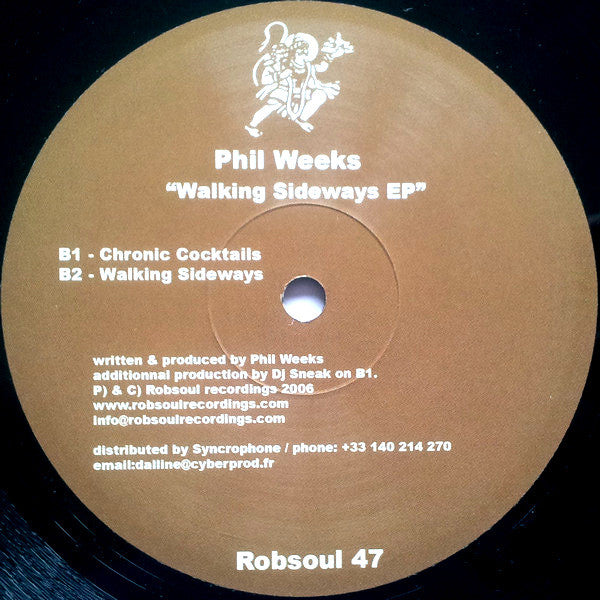 Phil Weeks
“Walking Sideways EP”
B1 - Chronic Cocktails
B2 - Walking Sideways
written & produced by Phil Weeks
additionnal production by Dj Sneak on B1.
P) & C) Robsoul recordings 2006
www.robsoulrecordings.com
info@robsoulrecordings.com
distributed by Syncrophone / phone: +33 140 214 270
email:dalline@cyberprod.fr
Robsoul 47